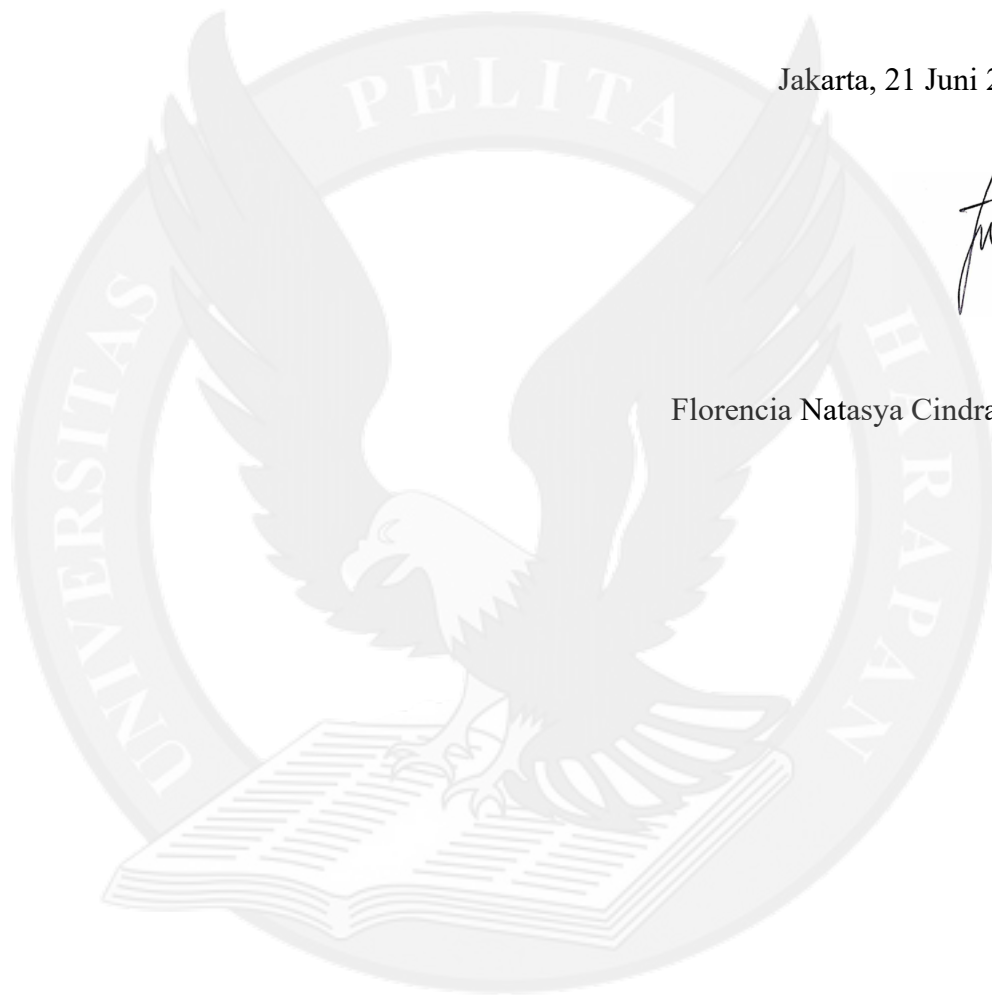 PELITA
Jakarta, 21 Juni
UNIVERSITAS
HARAPAN
Florencia Natasya Cindra